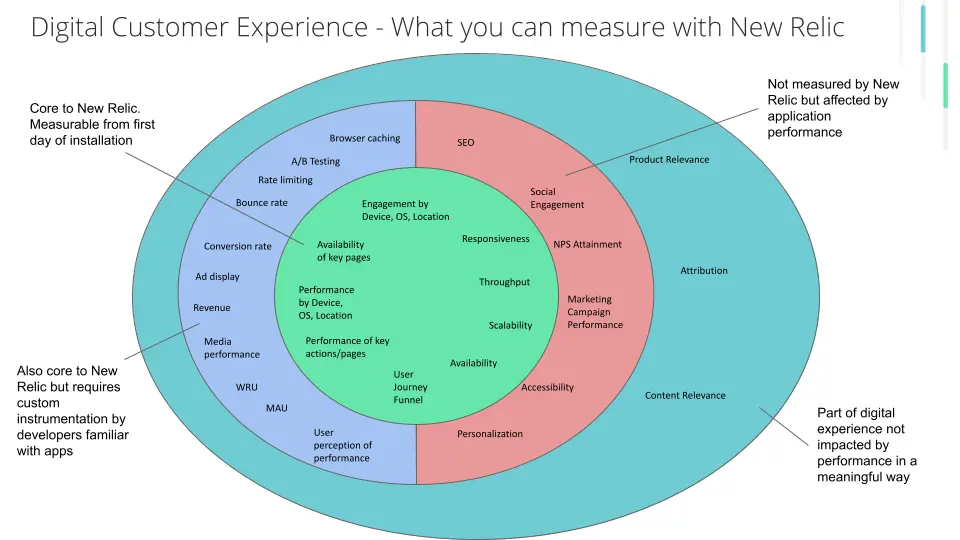 Digital Customer Experience - What you can measure with New Relic
Core to New Relic.
Measurable from first
day of installation
Not measured by New
Relic but affected by
application
performance
Browser caching
A/B Testing
Rate limiting
Bounce rate
Conversion rate
Ad display
Revenue
Media
performance
WRU
MAU
User
perception of
performance
Engagement by
Device, OS, Location
Responsiveness
Availability
of key pages
Throughput
Performance
by Device,
OS, Location
Scalability
Performance of key
actions/pages
Availability
User
Journey
Funnel
SEO
Social
Engagement
NPS Attainment
Marketing
Campaign
Performance
Accessibility
Personalization
Product Relevance
Attribution
Content Relevance
Also core to New
Relic but requires
custom
instrumentation by
developers familiar
with apps
Part of digital
experience not
impacted by
performance in a
meaningful way